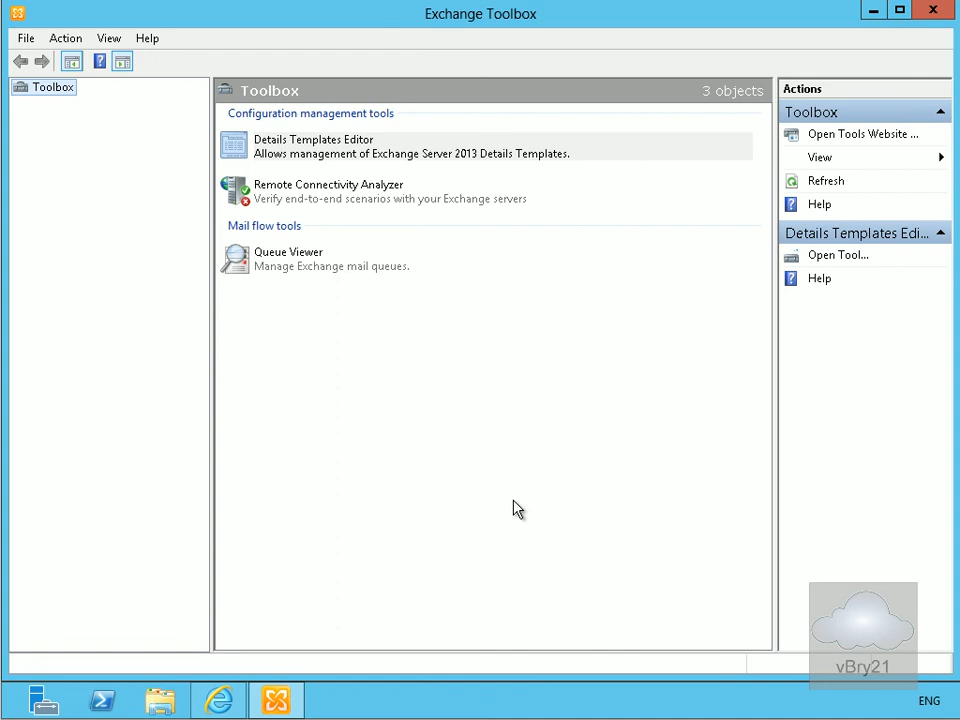 Exchange Toolbox
File Action View Help
Toolbox
Toolbox 3 objects
Configuration management tools
Details Templates Editor
Allows management of Exchange Server 2013 Details Templates.
Remote Connectivity Analyzer
Verify end-to-end scenarios with your Exchange servers
Mail flow tools
Queue Viewer
Manage Exchange mail queues.
Actions
Toolbox
Open Tools Website ...
View
Refresh
Help
Details Templates Edi...
Open Tool...
Help
vBry21
ENG